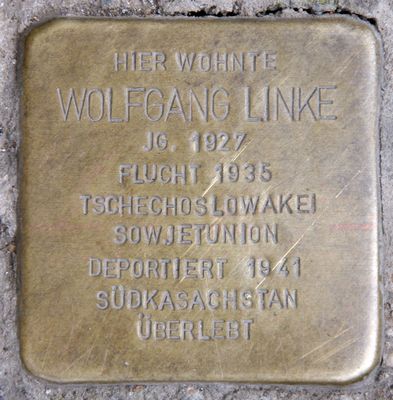 HIER WOHNTE
WOLFGANG LINKE
JG. 1927
FLUCHT 1935
TSCHECHOSLOWAKEI
SOWJETUNION
DEPORTIERT 1941
SÜDKASACHSTAN
ÜBERLEBT